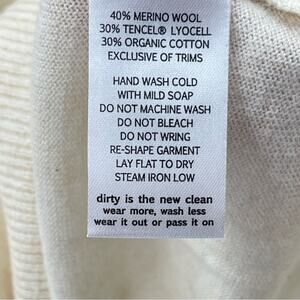 40% MERINO WOOL
30% TENCEL® LYOCELL
30% ORGANIC COTTON
EXCLUSIVE OF TRIMS
HAND WASH COLD
WITH MILD SOAP
DO NOT MACHINE WASH
DO NOT BLEACH
DO NOT WRING
RE-SHAPE GARMENT
LAY FLAT TO DRY
STEAM IRON LOW
dirty is the new clean
wear more, wash less
wear it out or pass it on